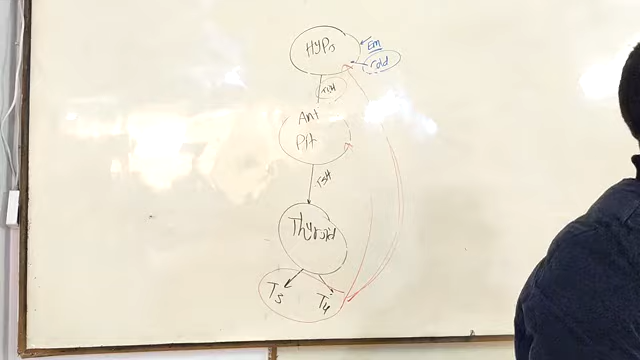 HYPO
Em
Cold
TRH
Ant
Pit
TSH
Thyroid
T3
T4